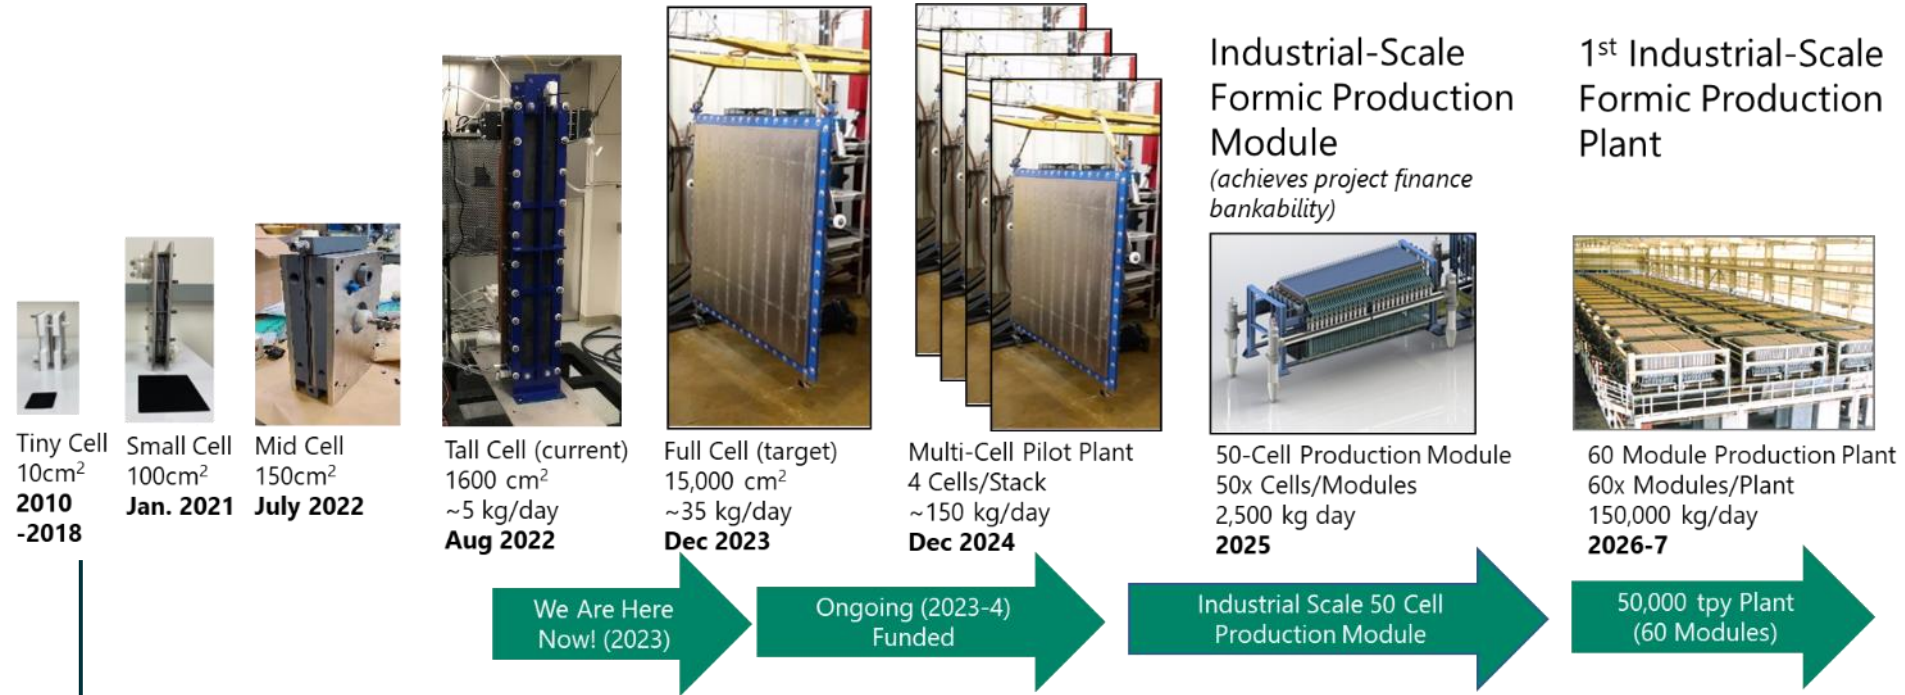 Industrial-Scale
Formic Production
Module
(achieves project finance
bankability)
1st Industrial-Scale
Formic Production
Plant
Tiny Cell
10cm2
2010
-2018
Small Cell
100cm2
Jan. 2021
Mid Cell
150cm2
July 2022
Tall Cell (current)
1600 cm2
~5 kg/day
Aug 2022
Full Cell (target)
15,000 cm2
~35 kg/day
Dec 2023
Multi-Cell Pilot Plant
4 Cells/Stack
~150 kg/day
Dec 2024
50-Cell Production Module
50x Cells/Modules
2,500 kg day
2025
60 Module Production Plant
60x Modules/Plant
150,000 kg/day
2026-7
We Are Here
Now! (2023)
Ongoing (2023-4)
Funded
Industrial Scale 50 Cell
Production Module
50,000 tpy Plant
(60 Modules)